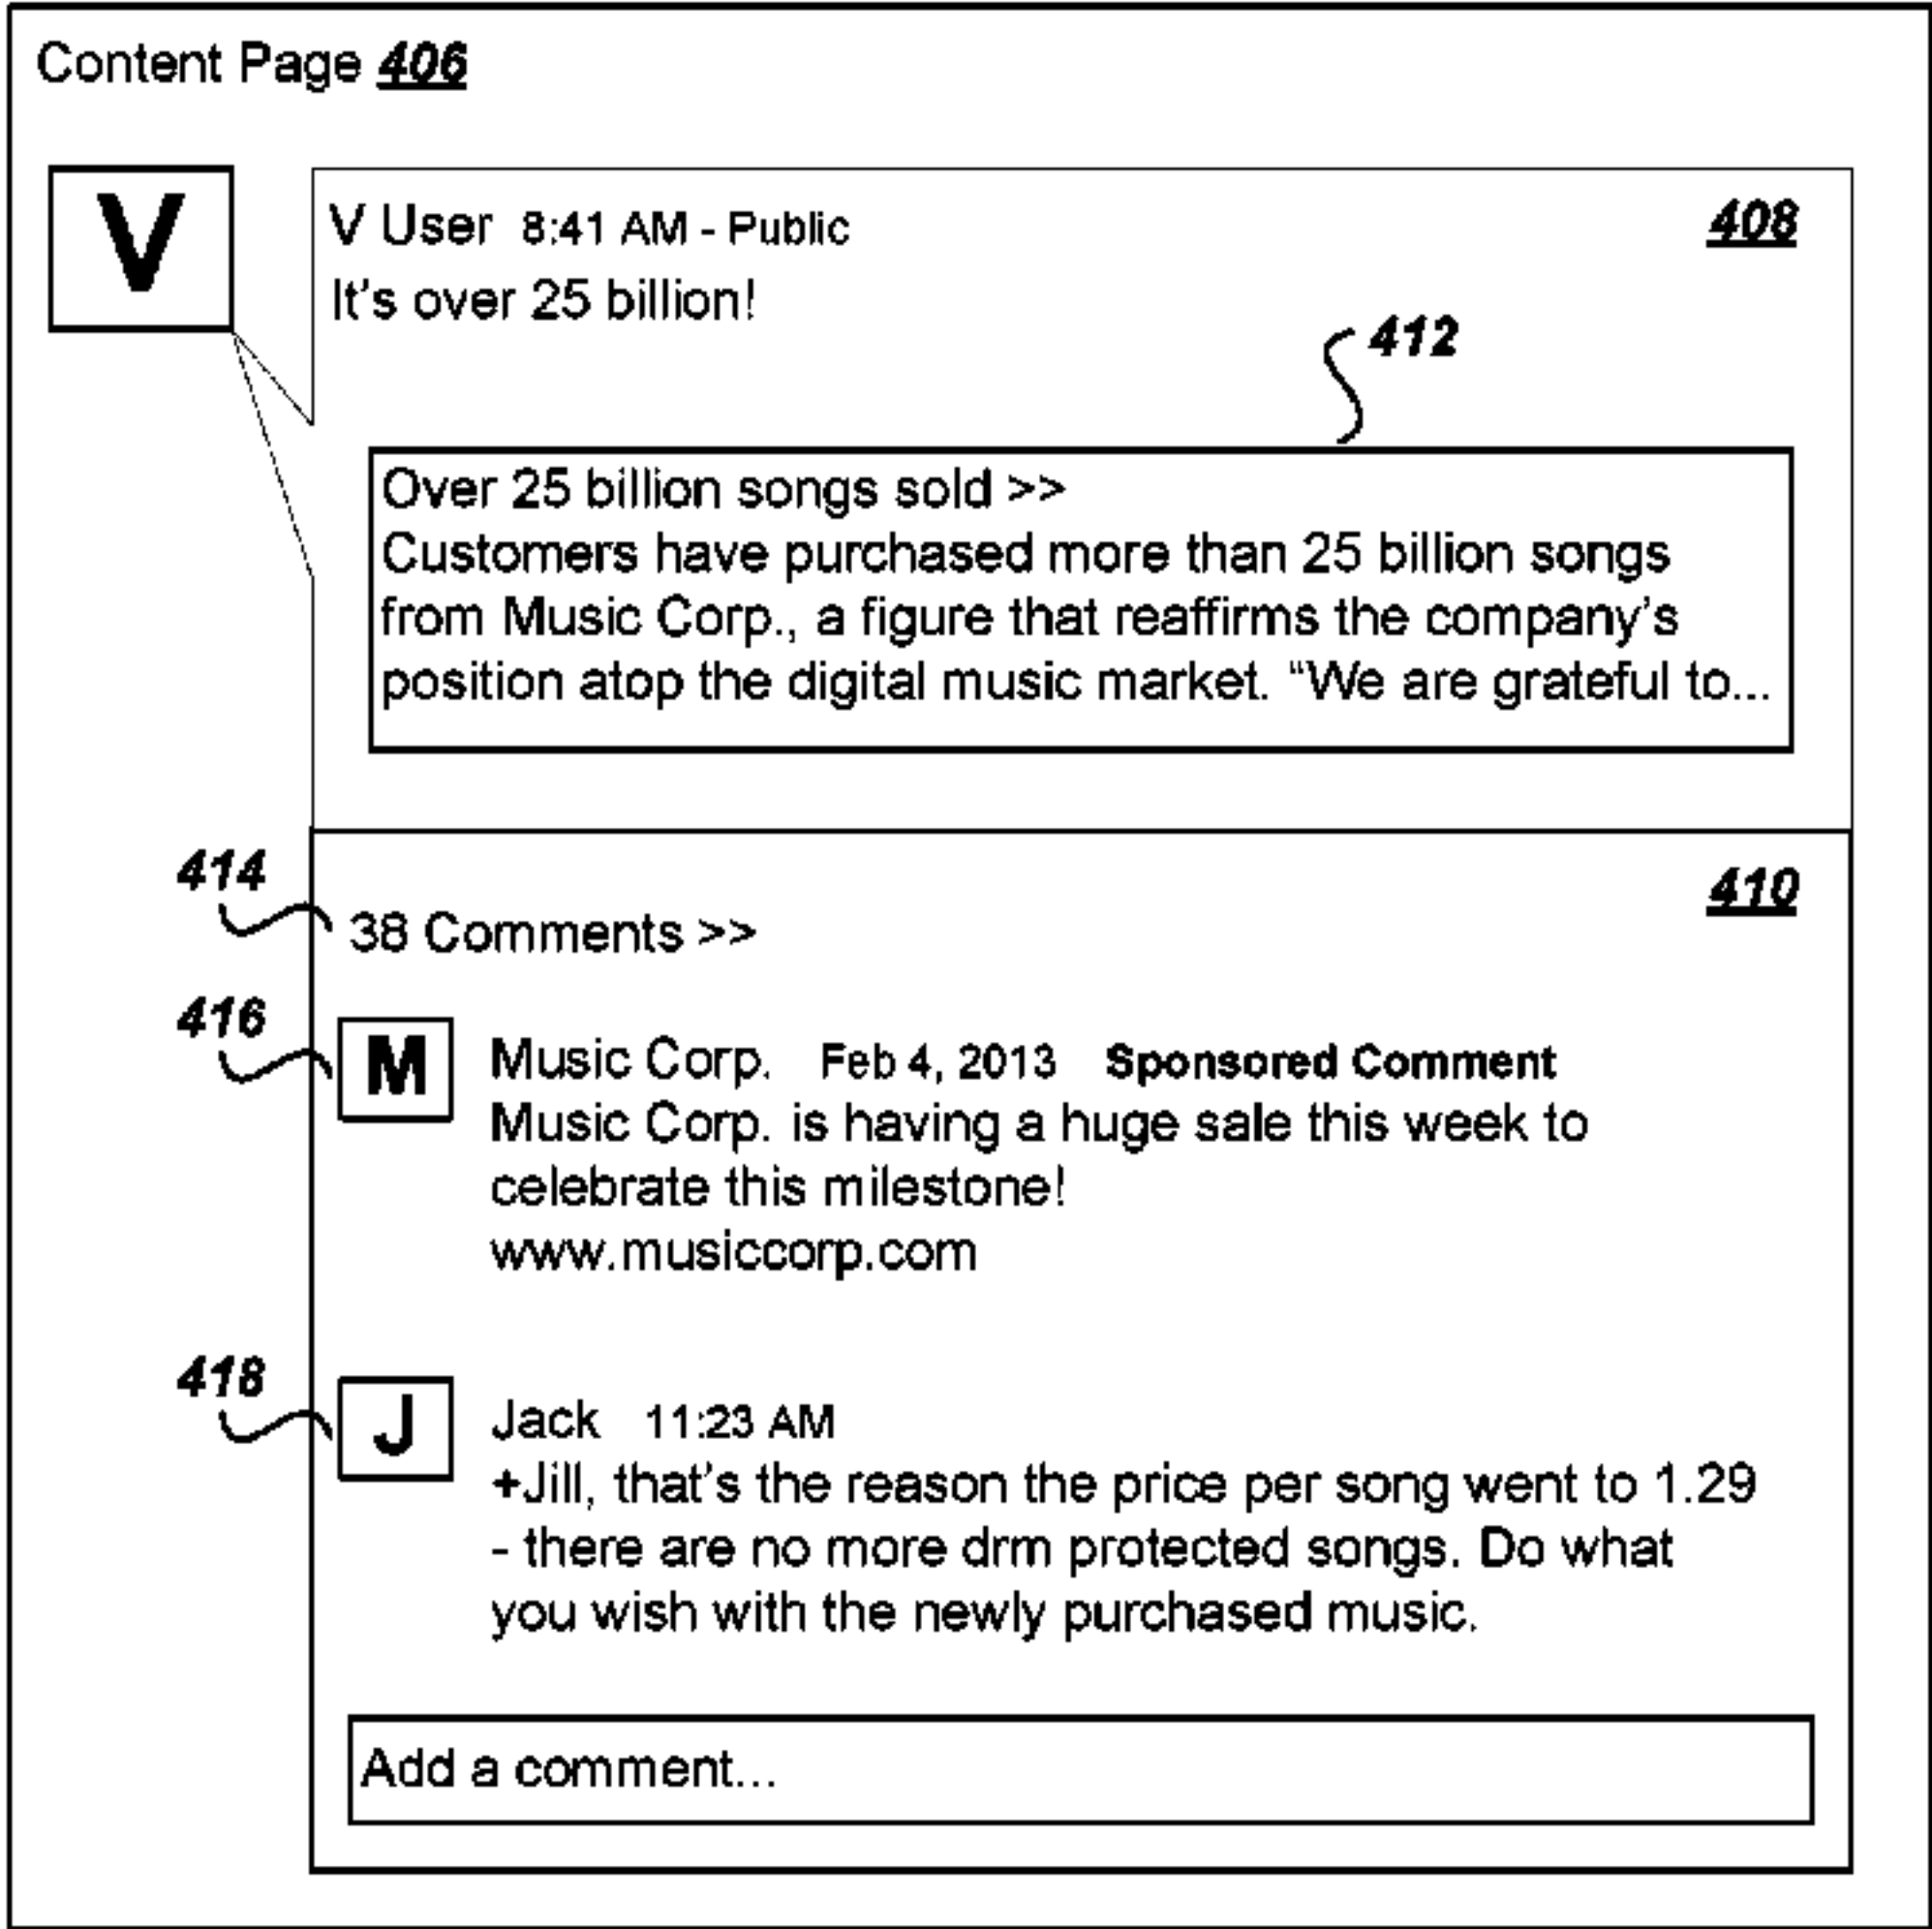 Content Page 406
V
V User 8:41 AM - Public 408
It's over 25 billion!
412
Over 25 billion songs sold >>
Customers have purchased more than 25 billion songs
from Music Corp., a figure that reaffirms the company's
position atop the digital music market. "We are grateful to...
414
410
38 Comments >>
416
M
Music Corp. Feb 4, 2013 Sponsored Comment
Music Corp. is having a huge sale this week to
celebrate this milestone!
www.musiccorp.com
418
J
Jack 11:23 AM
+Jill, that's the reason the price per song went to 1.29
- there are no more drm protected songs. Do what
you wish with the newly purchased music.
Add a comment...